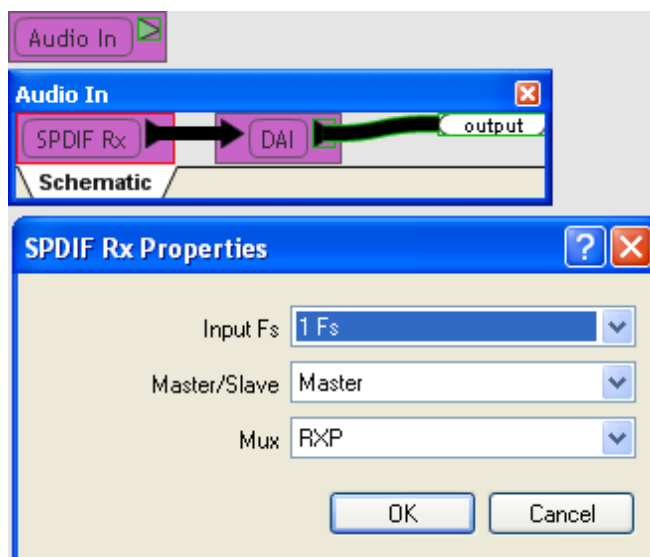 Audio In
Audio In
SPDIF Rx DAI output
Schematic
SPDIF Rx Properties
Input Fs 1 Fs
Master/Slave Master
Mux RXP
OK Cancel